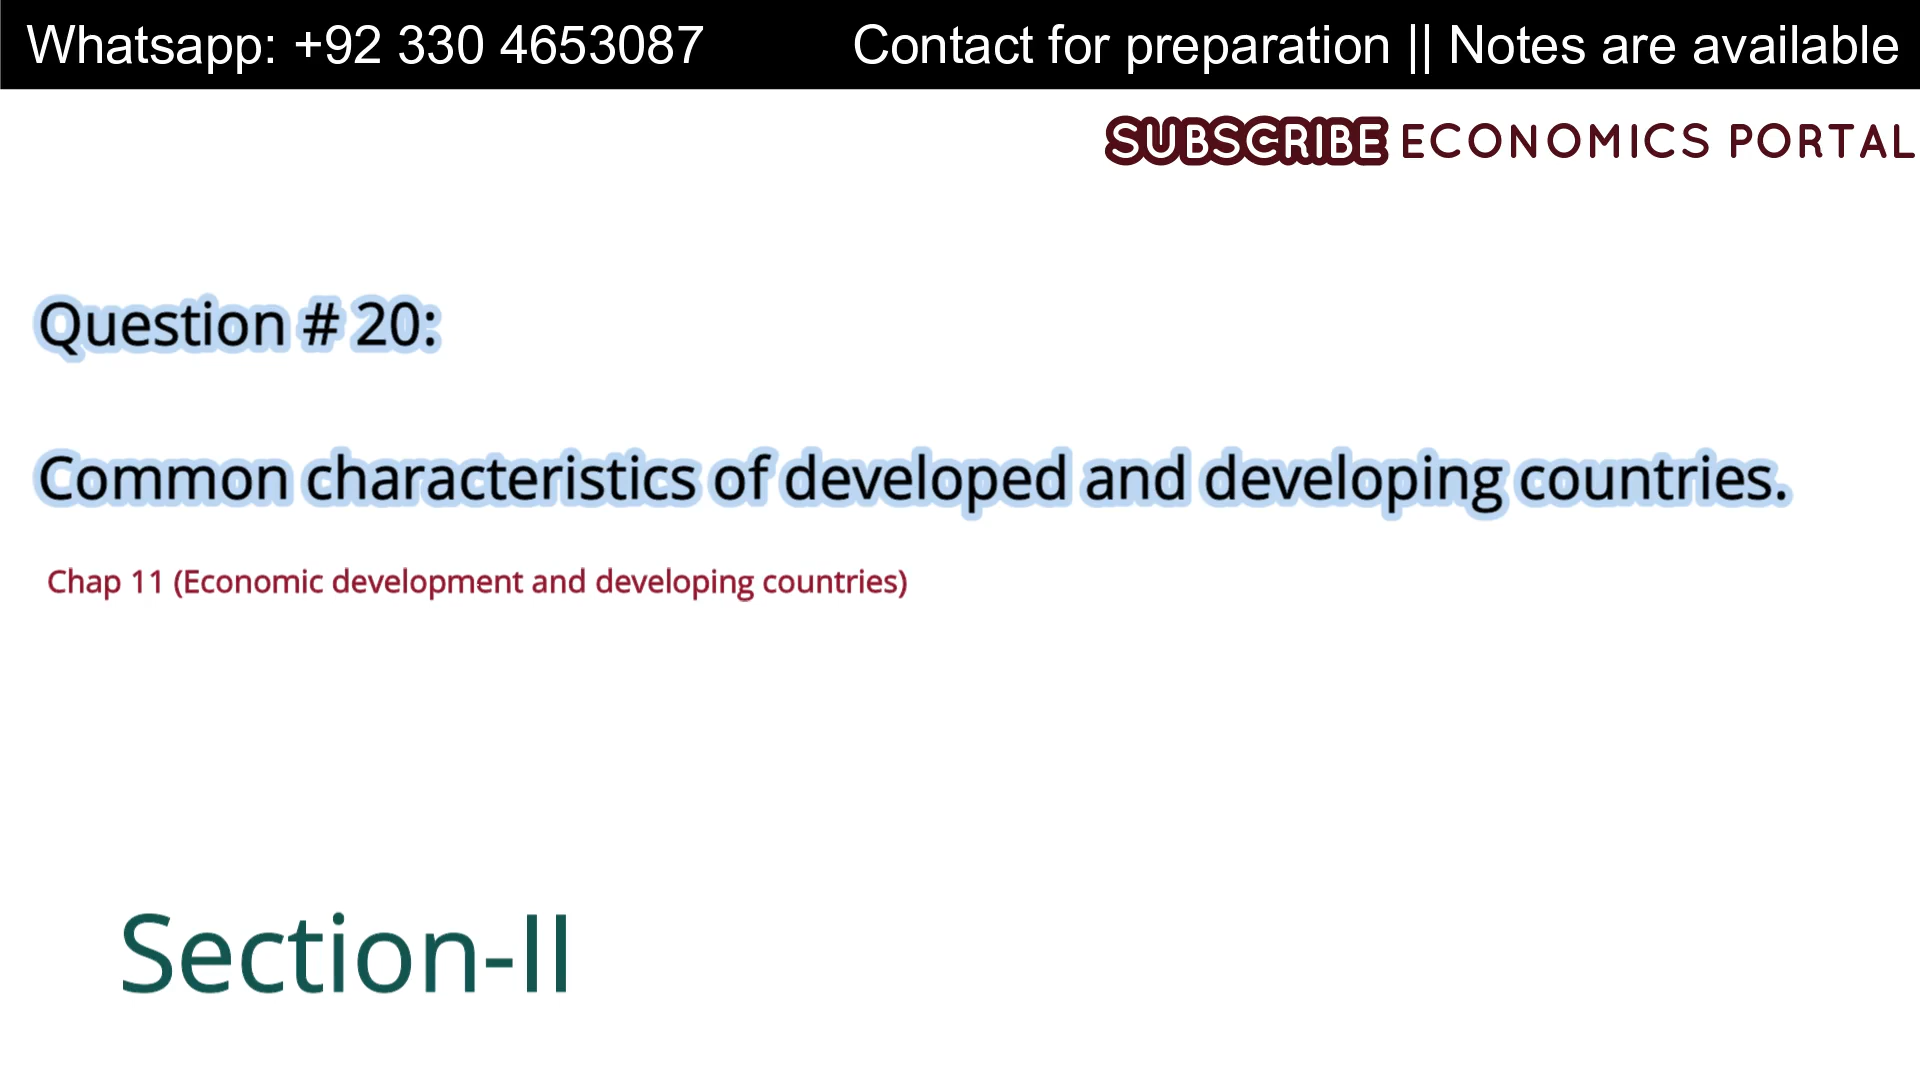 Whatsapp: +92 330 4653087 Contact for preparation || Notes are available
SUBSCRIBE ECONOMICS PORTAL
Question # 20:
Common characteristics of developed and developing countries.
Chap 11 (Economic development and developing countries)
Section-II